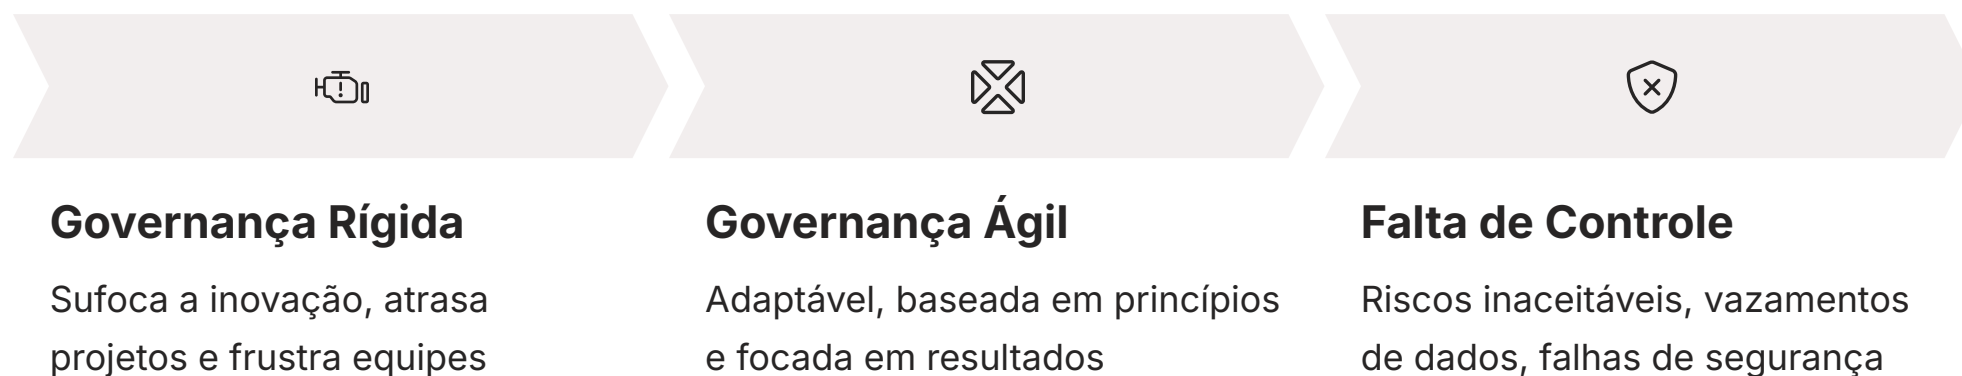 Governança Rígida
Sufoca a inovação, atrasa
projetos e frustra equipes
Governança Ágil
Adaptável, baseada em princípios
e focada em resultados
Falta de Controle
Riscos inaceitáveis, vazamentos
de dados, falhas de segurança